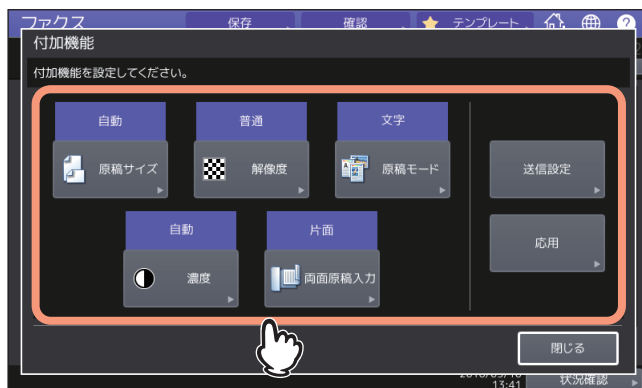 ファクス 保存 確認 テンプレート ?
付加機能
付加機能を設定してください。
自動 普通 文字
原稿サイズ 解像度 原稿モード 送信設定
自動 片面 応用
濃度 両面原稿入力
閉じる
13:41 状況確認